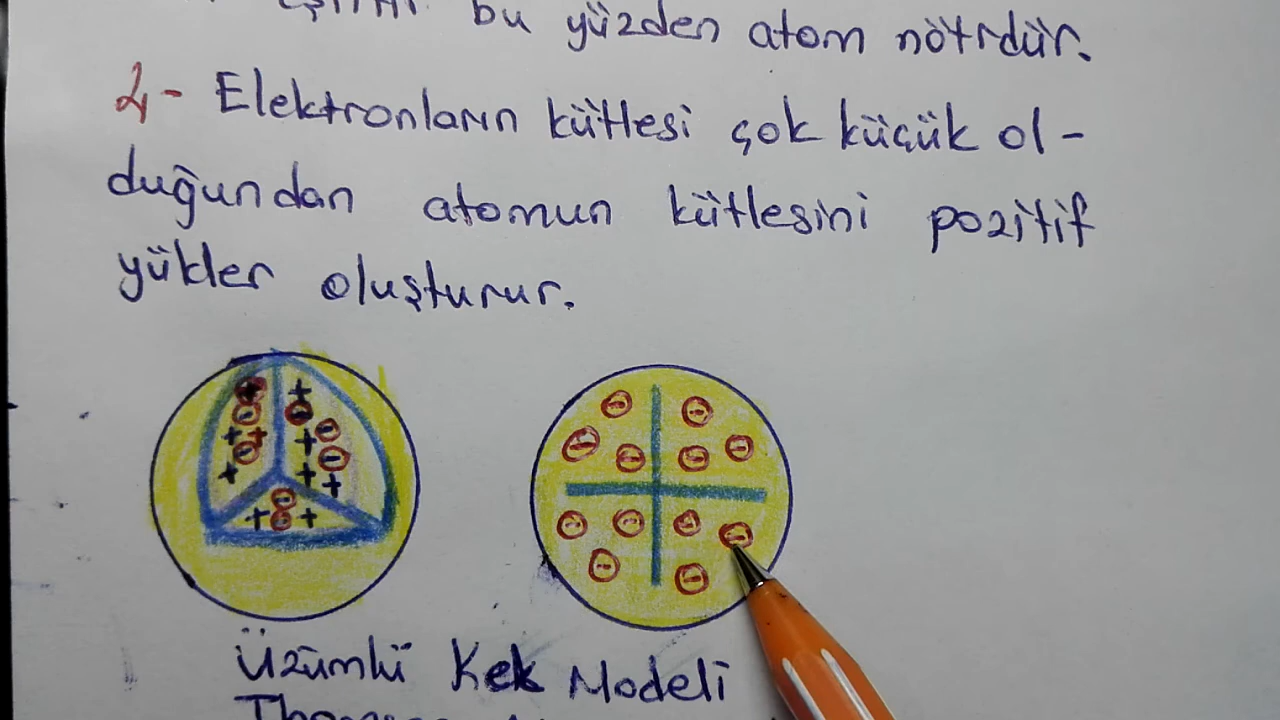 bu yüzden atom nötrdür.
4- Elektronların kütlesi çok küçük ol-
duğundan atomun kütlesini pozitif
yükler oluşturur.
Üzümlü Kek Modeli